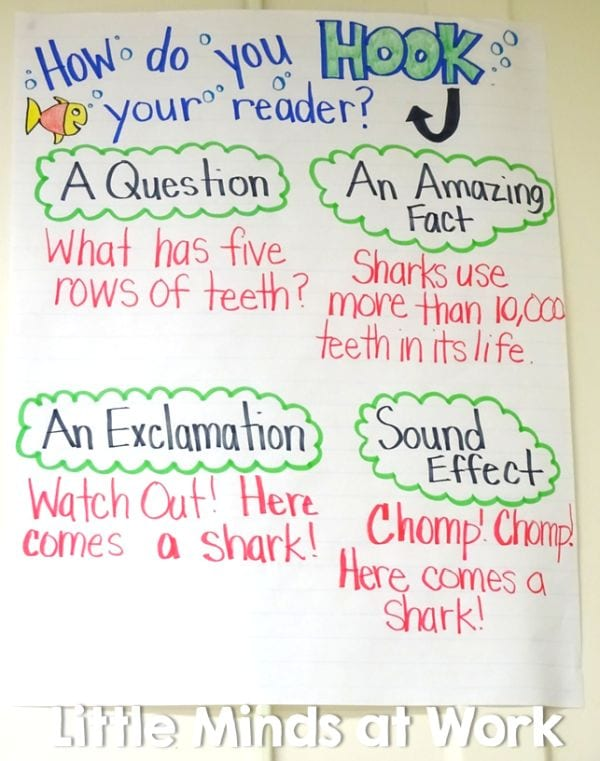 How do you HOOK
your reader?
A Question
What has five
rows of teeth?
An Amazing
Fact
Sharks use
more than 10,000
teeth in its life.
An Exclamation
Watch Out! Here
comes a shark!
Sound
Effect
Chomp! Chomp!
Here comes a
shark!
Little Minds at Work